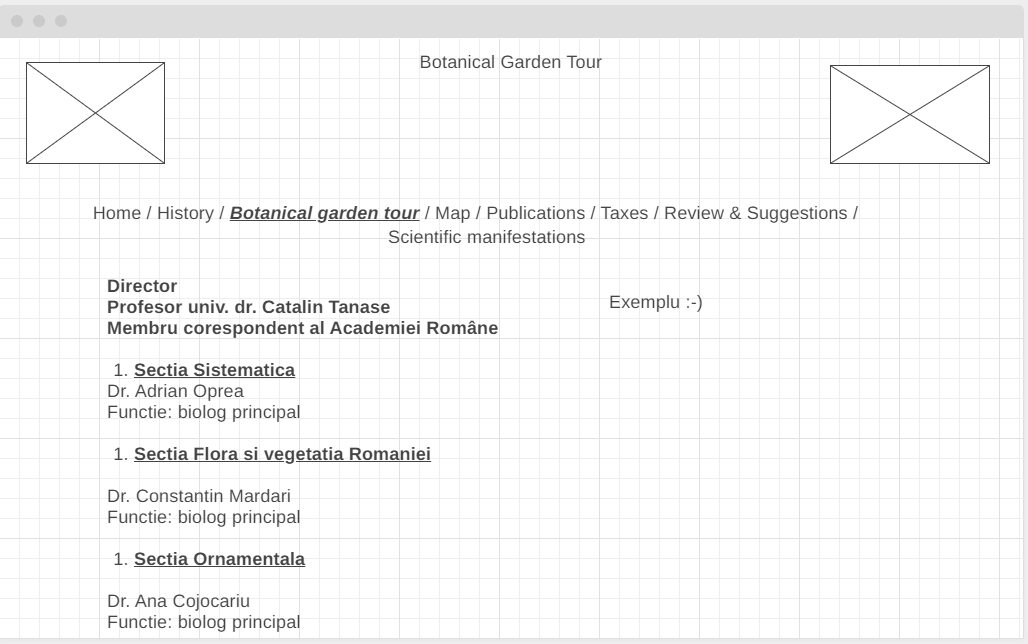 Botanical Garden Tour
Home / History / Botanical garden tour / Map / Publications / Taxes / Review & Suggestions /
Scientific manifestations
Director
Profesor univ. dr. Catalin Tanase
Membru corespondent al Academiei Române
Exemplu :-)
1. Sectia Sistematica
Dr. Adrian Oprea
Functie: biolog principal
1. Sectia Flora si vegetatia Romaniei
Dr. Constantin Mardari
Functie: biolog principal
1. Sectia Ornamentala
Dr. Ana Cojocariu
Functie: biolog principal